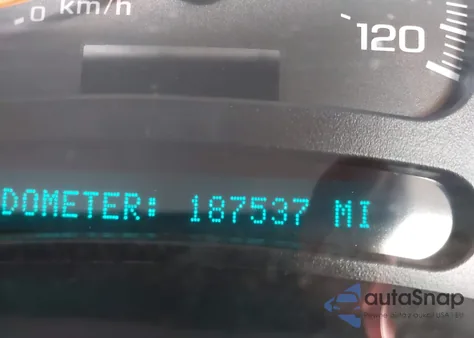 0 km/h
120
DOMETER: 187537 MI
autoSnap